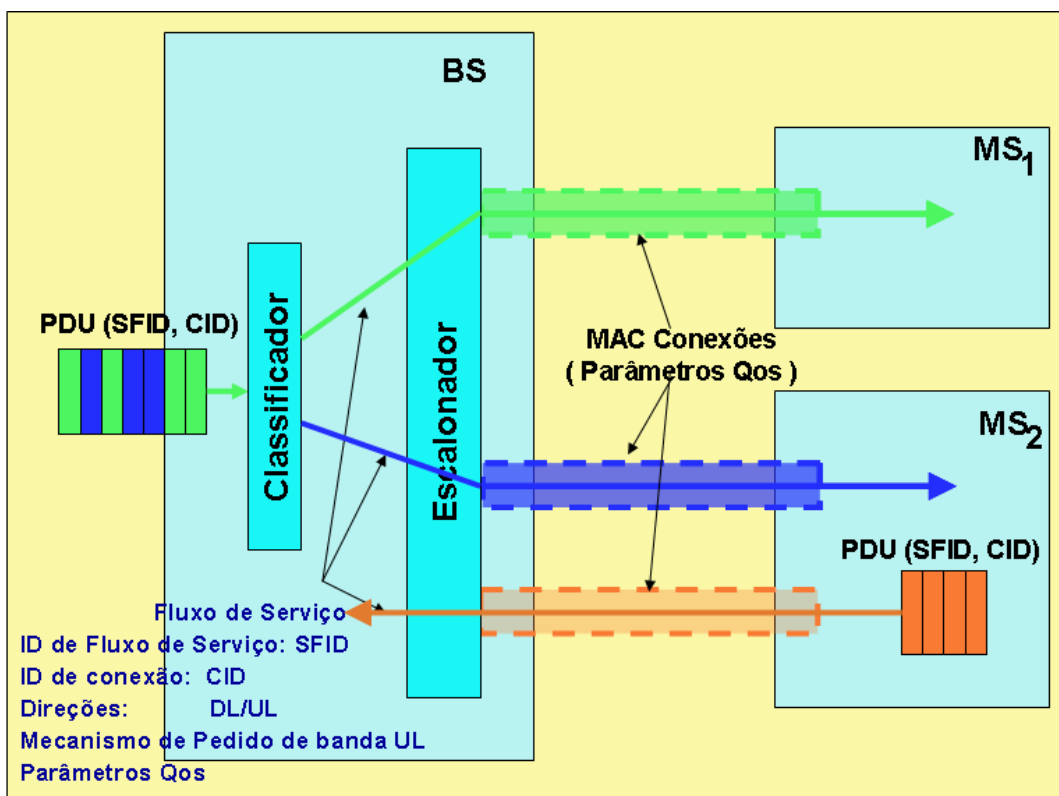 BS
MS1
PDU (SFID, CID)
Classificador
Escalonador
MAC Conexões
( Parâmetros Qos )
MS2
PDU (SFID, CID)
Fluxo de Serviço
ID de Fluxo de Serviço: SFID
ID de conexão: CID
Direções: DL/UL
Mecanismo de Pedido de banda UL
Parâmetros Qos